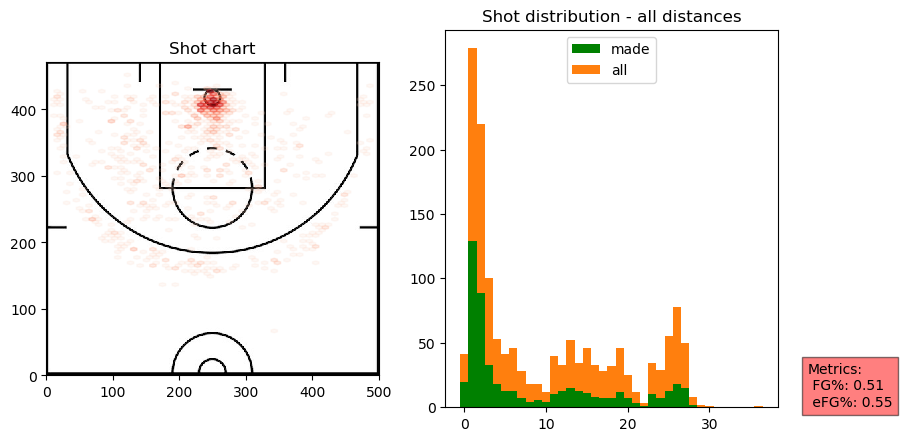 Shot chart
400
300
200
100
0
0 100 200 300 400 500
Shot distribution - all distances
made
all
250
200
150
100
50
0
0 10 20 30
Metrics:
FG%: 0.51
eFG%: 0.55